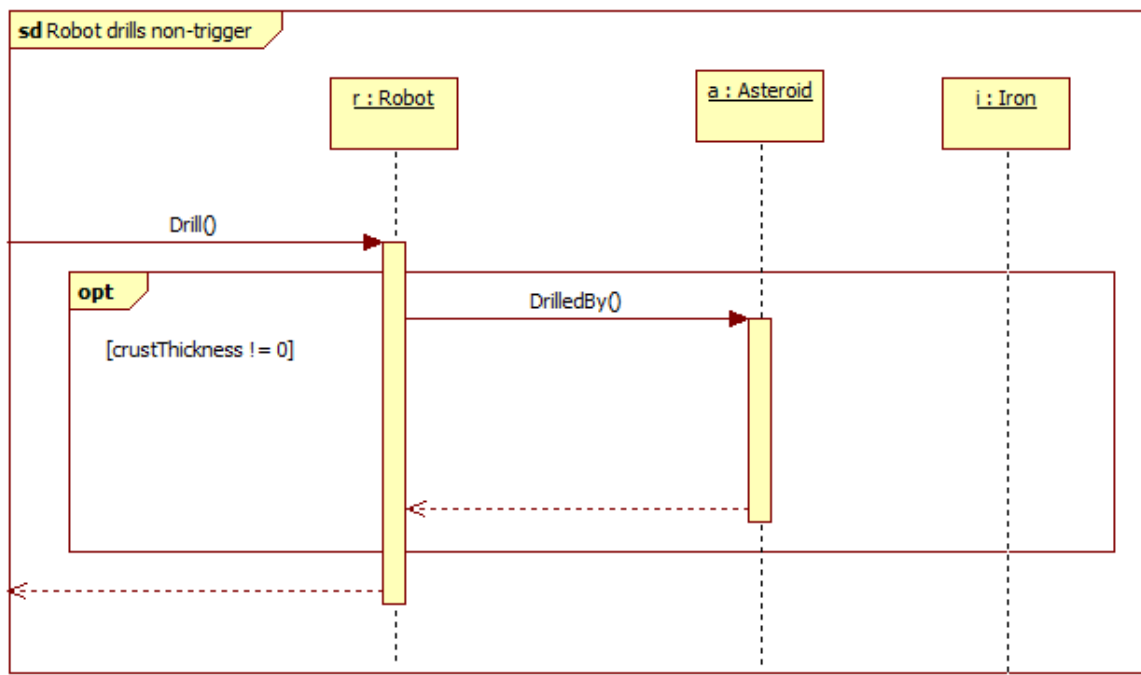 sd Robot drills non-trigger
r : Robot
a : Asteroid
i : Iron
Drill()
opt
DrilledBy()
[crustThickness != 0]